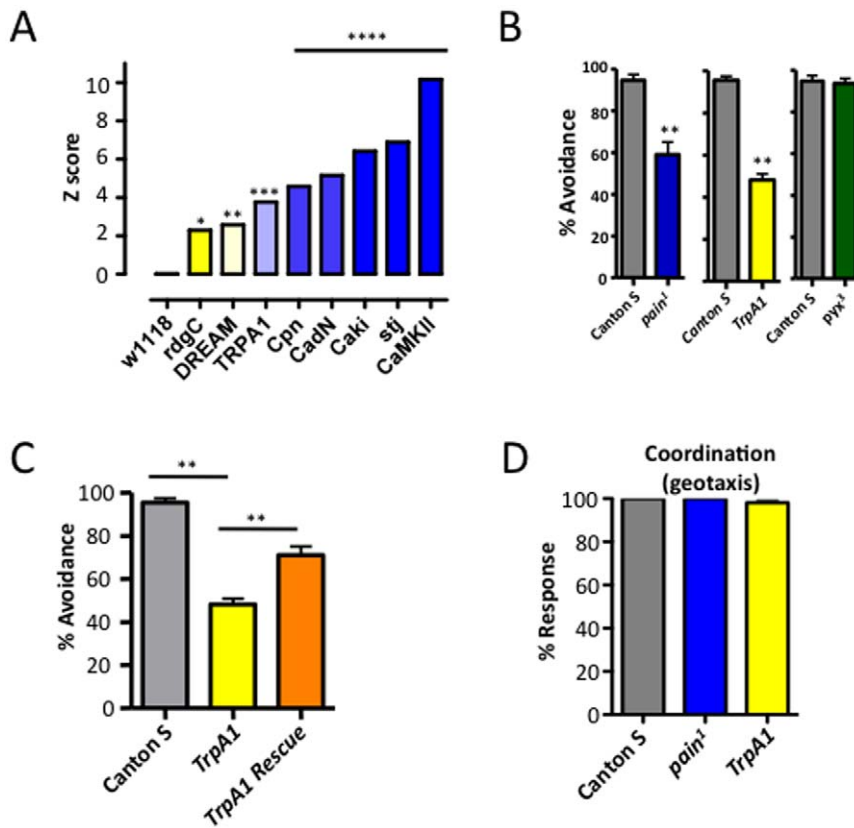 A
****
Z score
10
8
6
4
2
0
*
**
***
w1118
rdgC
DREAM
TRPA1
Cpn
CadN
Caki
stj
CaMKII
B
% Avoidance
100
80
60
40
20
0
**
**
Canton S
pain¹
Canton S
TrpA1
Canton S
pyx³
C
% Avoidance
100
80
60
40
20
0
**
**
Canton S
TrpA1
TrpA1 Rescue
D
Coordination
(geotaxis)
% Response
100
80
60
40
20
0
Canton S
pain¹
TrpA1